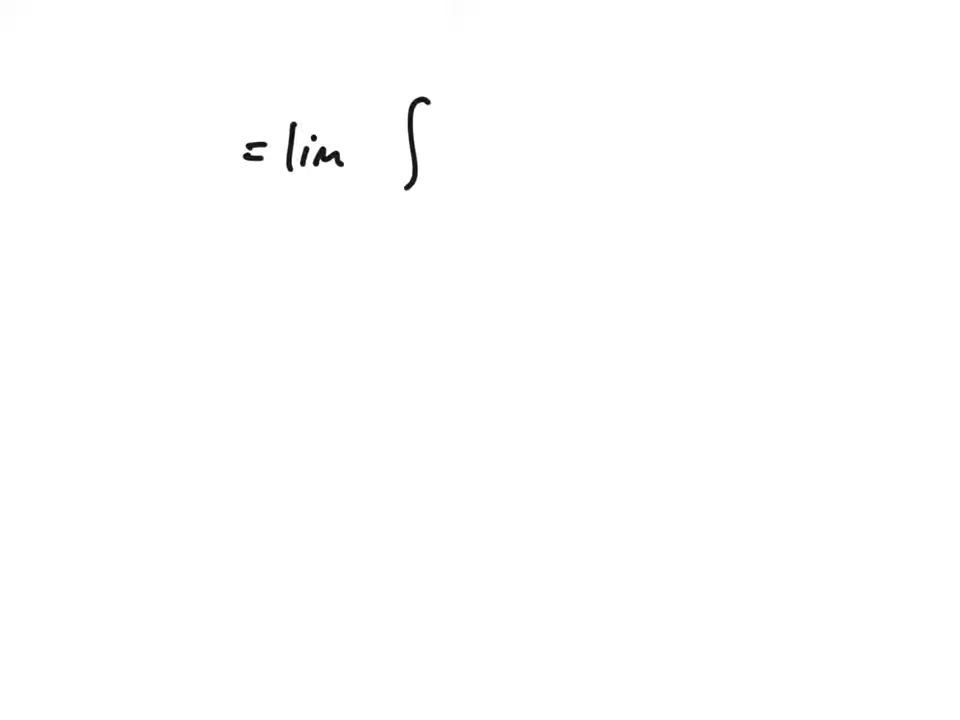 = lim ∫